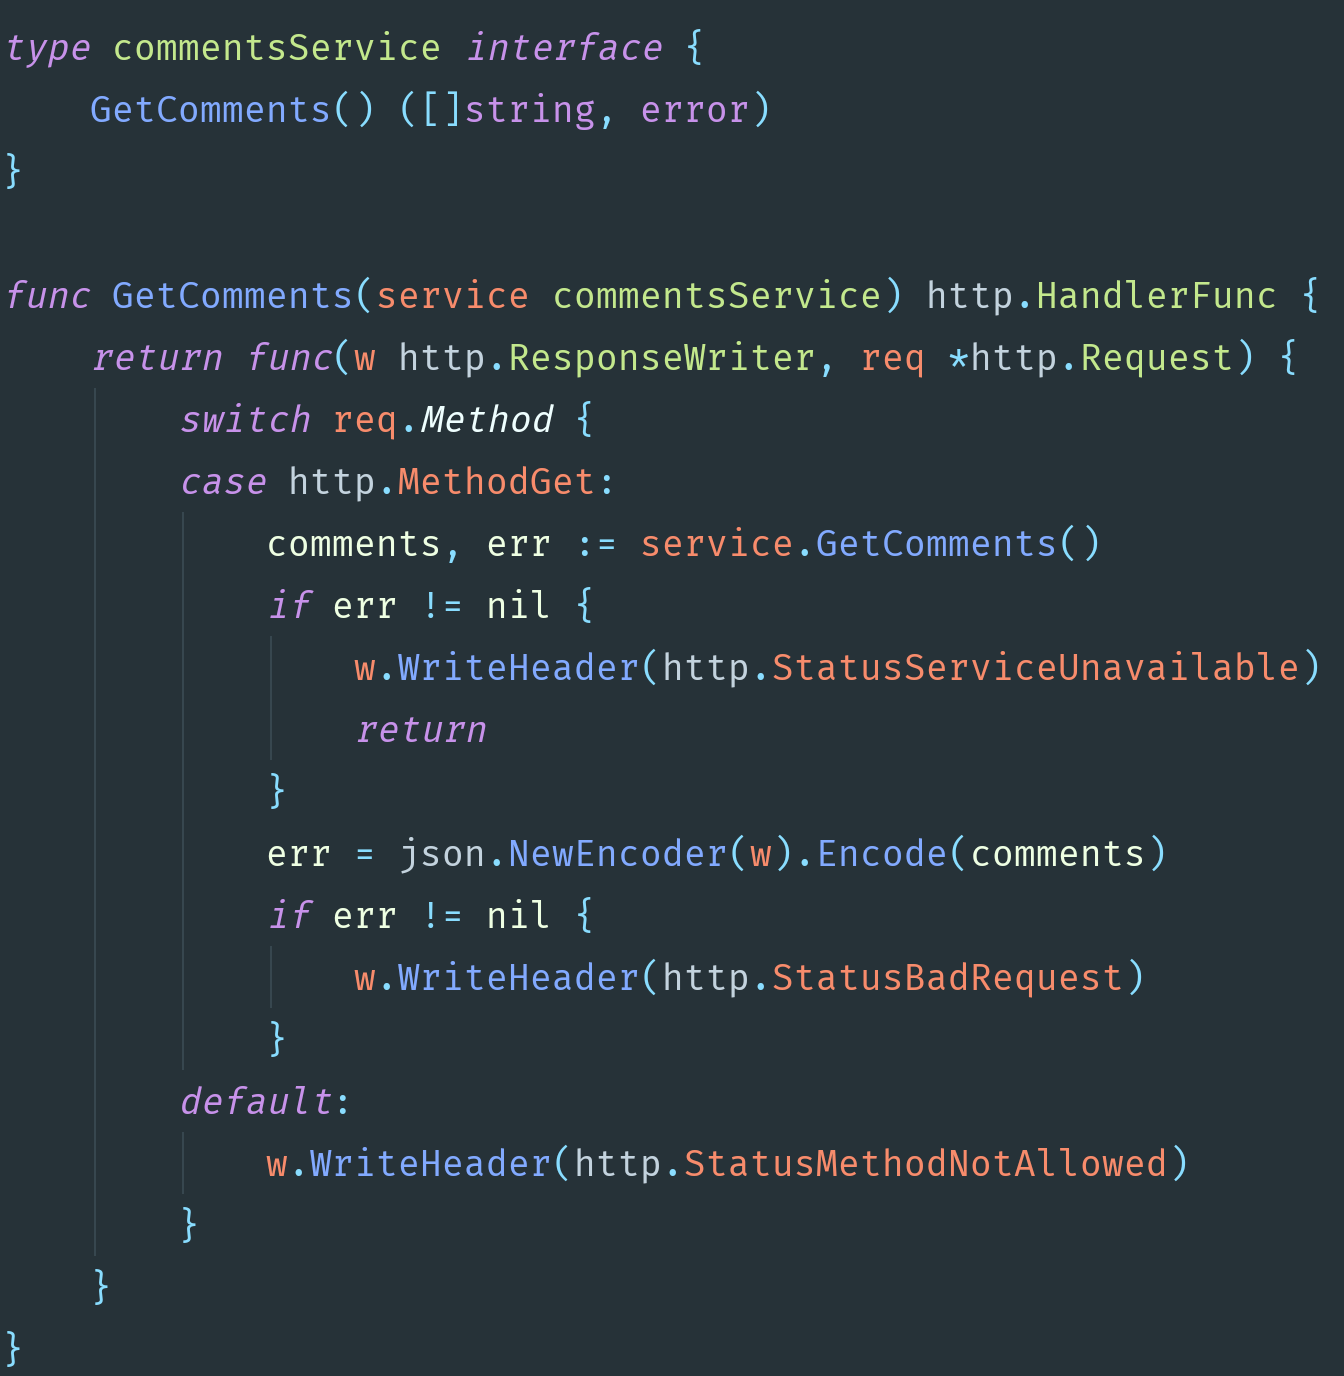 type commentsService interface {
    GetComments() ([]string, error)
}

func GetComments(service commentsService) http.HandlerFunc {
    return func(w http.ResponseWriter, req *http.Request) {
        switch req.Method {
        case http.MethodGet:
            comments, err := service.GetComments()
            if err != nil {
                w.WriteHeader(http.StatusServiceUnavailable)
                return
            }
            err = json.NewEncoder(w).Encode(comments)
            if err != nil {
                w.WriteHeader(http.StatusBadRequest)
            }
        default:
            w.WriteHeader(http.StatusMethodNotAllowed)
        }
    }
}